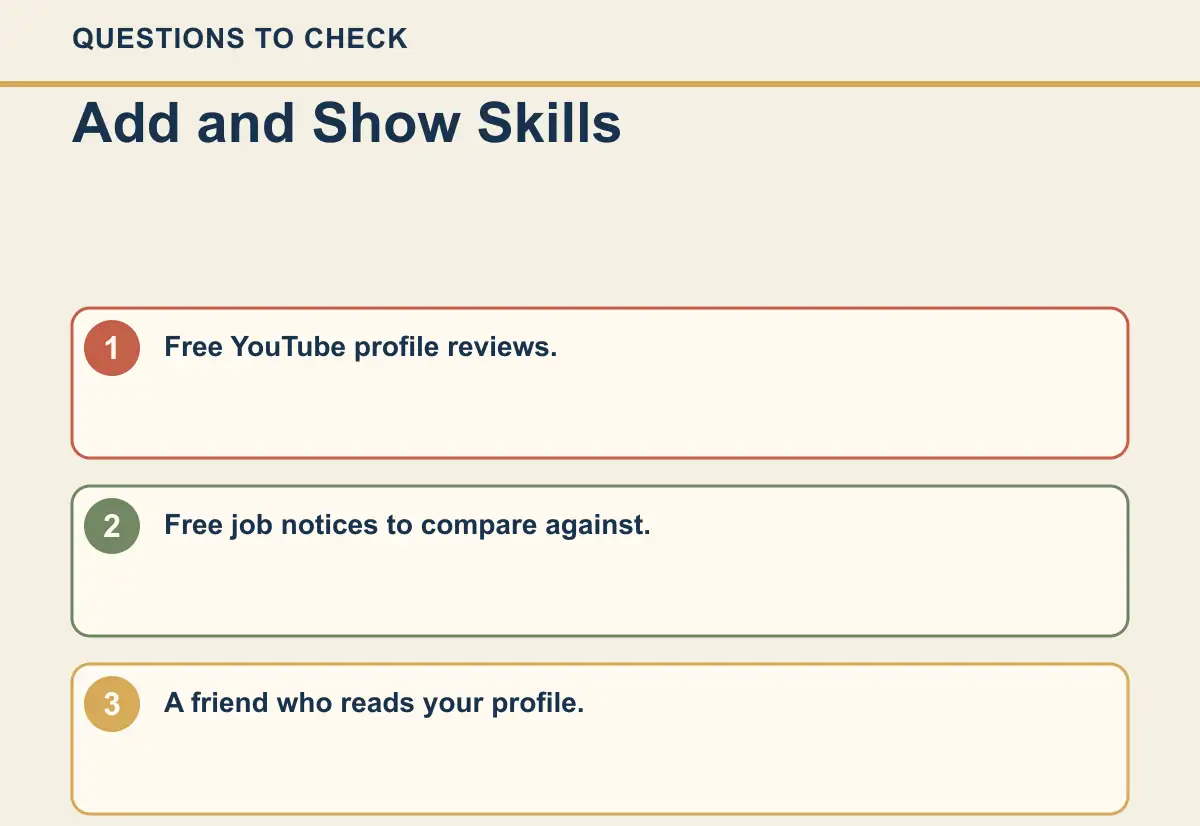 QUESTIONS TO CHECK
Add and Show Skills
1 Free YouTube profile reviews.
2 Free job notices to compare against.
3 A friend who reads your profile.